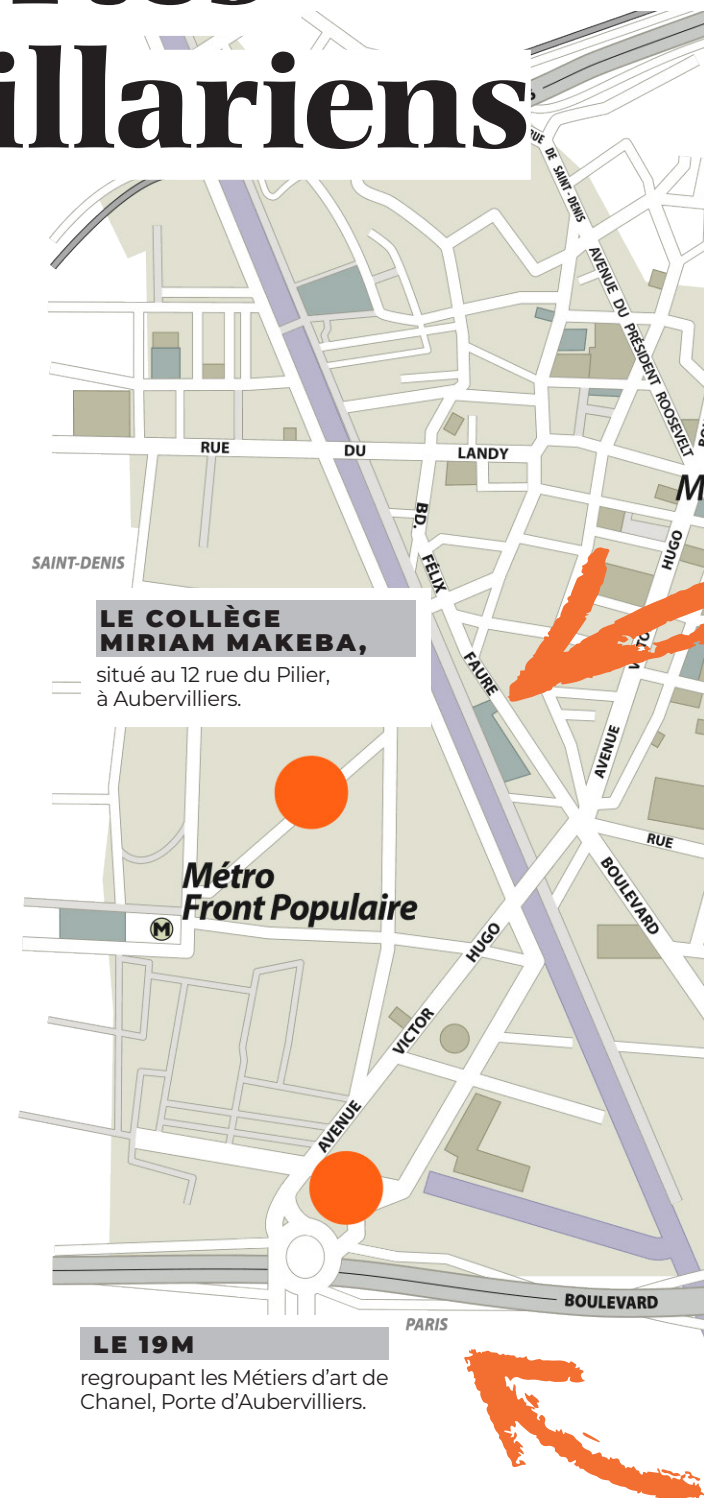 illariens
RUE DE SAINT-DENIS
AVENUE DU PRÉSIDENT ROOSEVELT
RUE DU LANDY
M
BD. FÉLIX FAURE
HUGO
SAINT-DENIS
LE COLLÈGE
MIRIAM MAKEBA,
situé au 12 rue du Pilier,
à Aubervilliers.
AVENUE
RUE
BOULEVARD
Métro
Front Populaire
M
AVENUE VICTOR HUGO
BOULEVARD
PARIS
LE 19M
regroupant les Métiers d’art de
Chanel, Porte d’Aubervilliers.